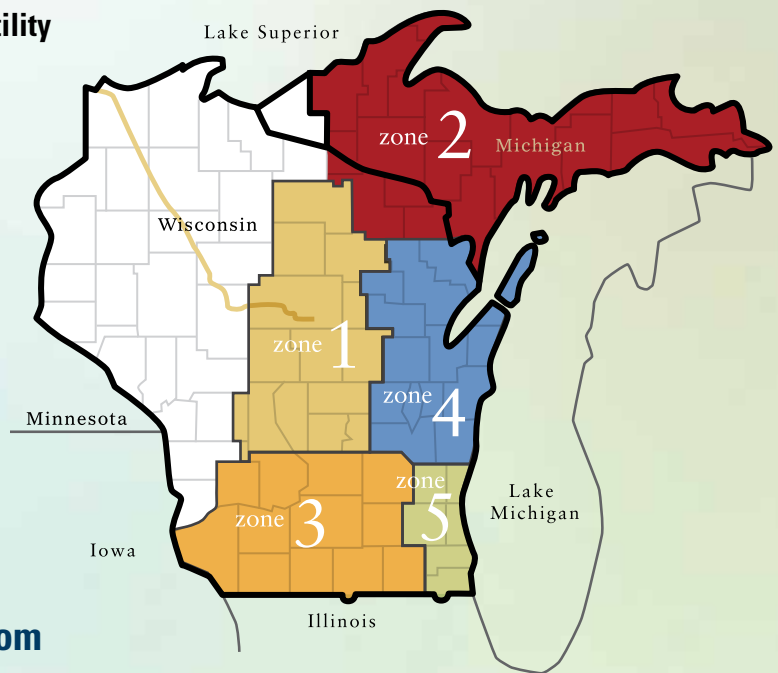 tility
Lake Superior
zone 2
Michigan
Wisconsin
zone 1
zone 4
Minnesota
zone 5
Lake
Michigan
zone 3
Iowa
Illinois
om